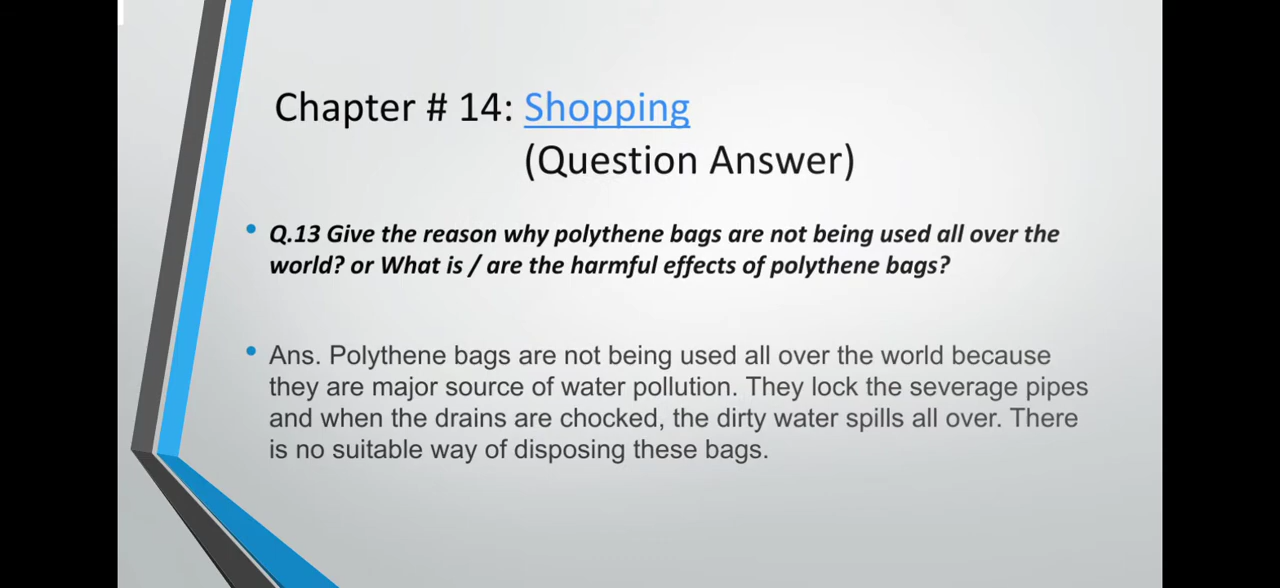 Chapter # 14: Shopping
(Question Answer)
• Q.13 Give the reason why polythene bags are not being used all over the
world? or What is / are the harmful effects of polythene bags?
• Ans. Polythene bags are not being used all over the world because
they are major source of water pollution. They lock the severage pipes
and when the drains are chocked, the dirty water spills all over. There
is no suitable way of disposing these bags.